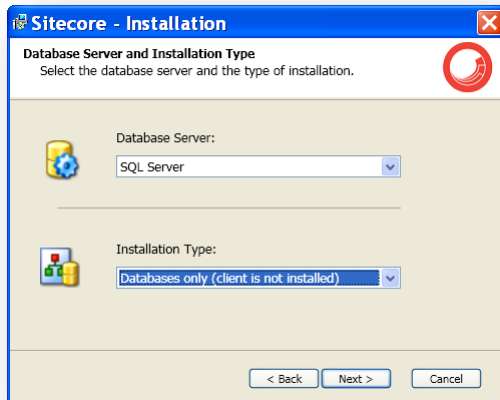 Sitecore - Installation
Database Server and Installation Type
Select the database server and the type of installation.
Database Server:
SQL Server
Installation Type:
Databases only (client is not installed)
< Back Next > Cancel